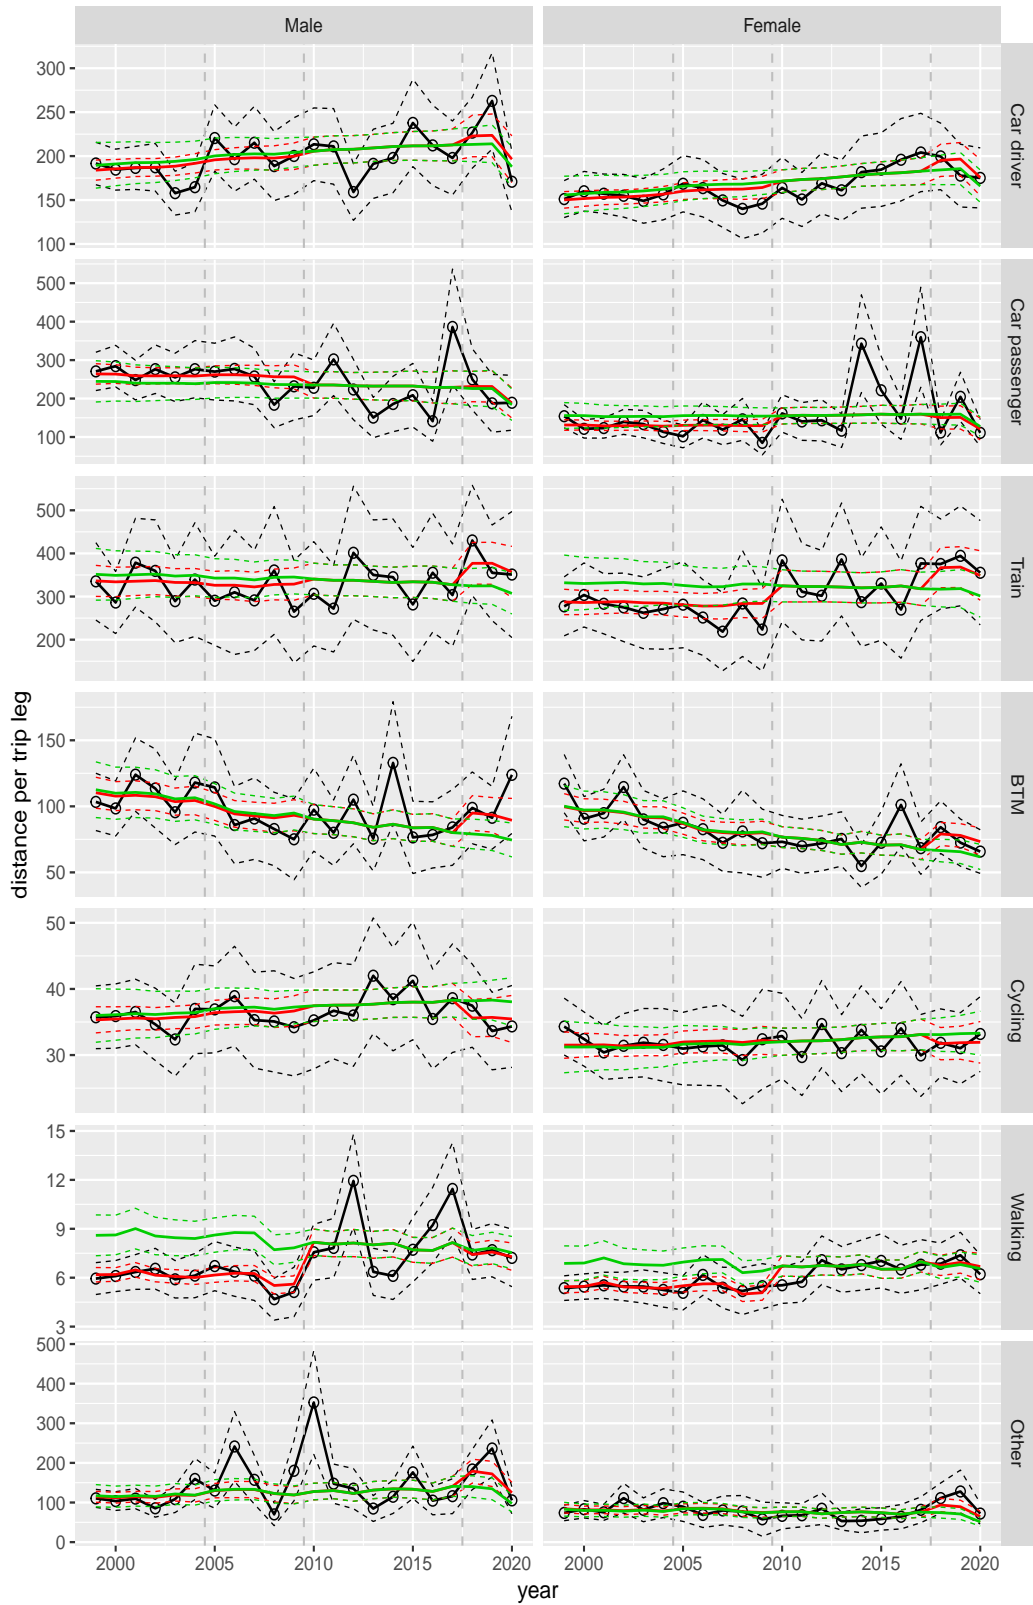 Male
Female
300
250
200
150
100
Car driver
500
400
300
200
100
Car passenger
500
400
300
200
Train
150
100
50
BTM
50
40
30
Cycling
15
12
9
6
3
Walking
500
400
300
200
100
0
Other
2000 2005 2010 2015 2020
2000 2005 2010 2015 2020
year
distance per trip leg